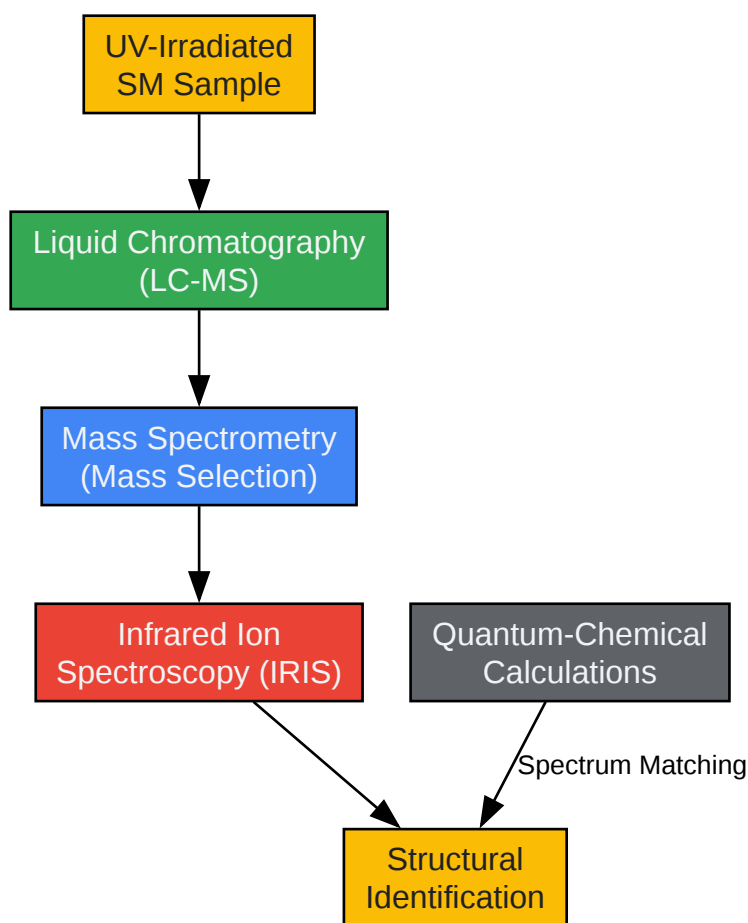 UV-Irradiated
SM Sample
Liquid Chromatography
(LC-MS)
Mass Spectrometry
(Mass Selection)
Infrared Ion
Spectroscopy (IRIS)
Quantum-Chemical
Calculations
Spectrum Matching
Structural
Identification